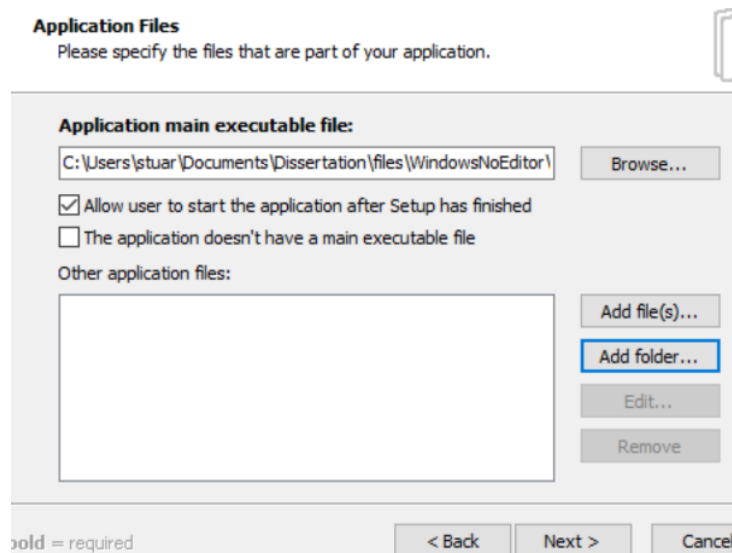 Application Files
Please specify the files that are part of your application.
Application main executable file:
C:\Users\stuar\Documents\Dissertation\files\WindowsNoEditor\
Browse...
Allow user to start the application after Setup has finished
The application doesn't have a main executable file
Other application files:
Add file(s)...
Add folder...
Edit...
Remove
bold = required
< Back
Next >
Cancel